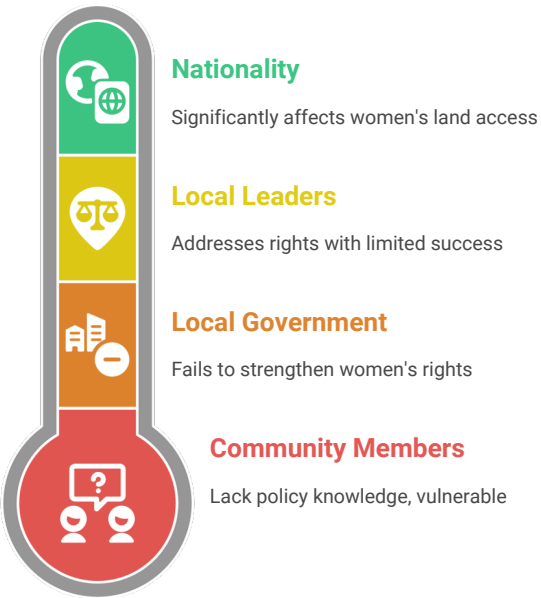 Nationality
Significantly affects women's land access
Local Leaders
Addresses rights with limited success
Local Government
Fails to strengthen women's rights
Community Members
Lack policy knowledge, vulnerable
?